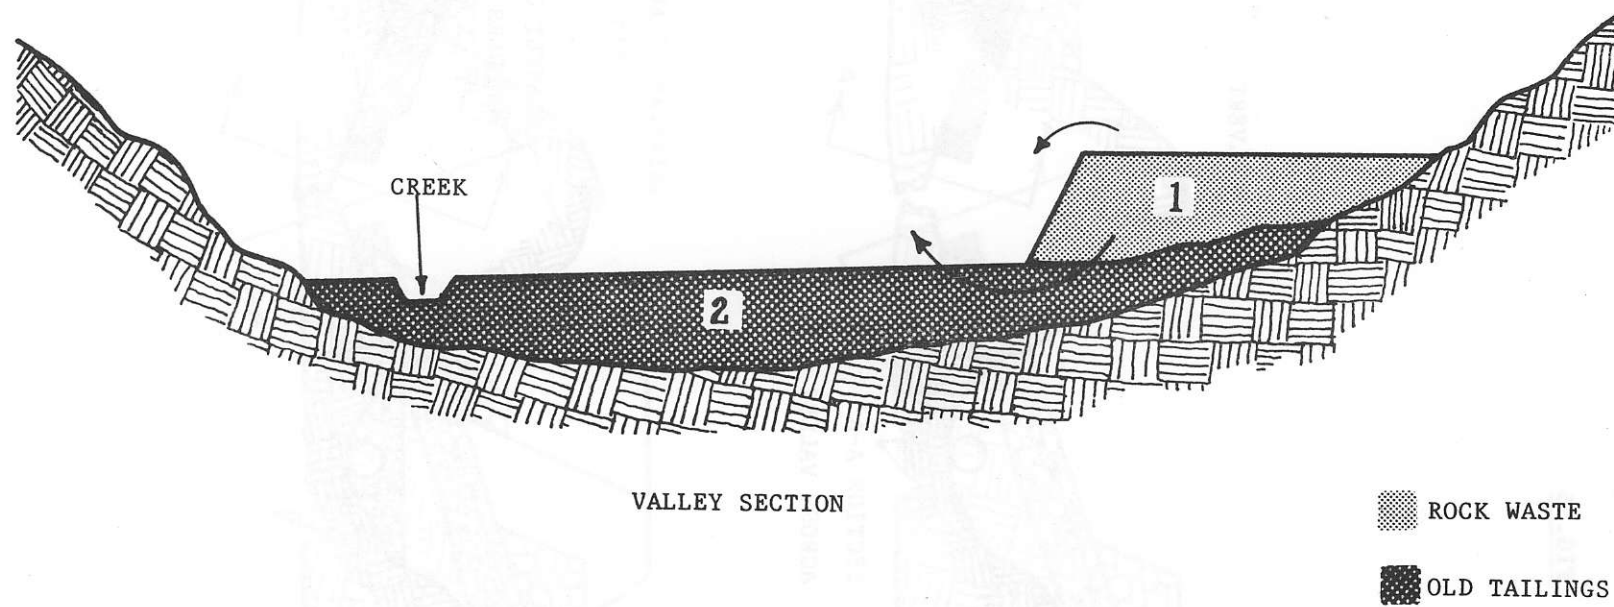 CREEK
1
2
VALLEY SECTION
ROCK WASTE
OLD TAILINGS